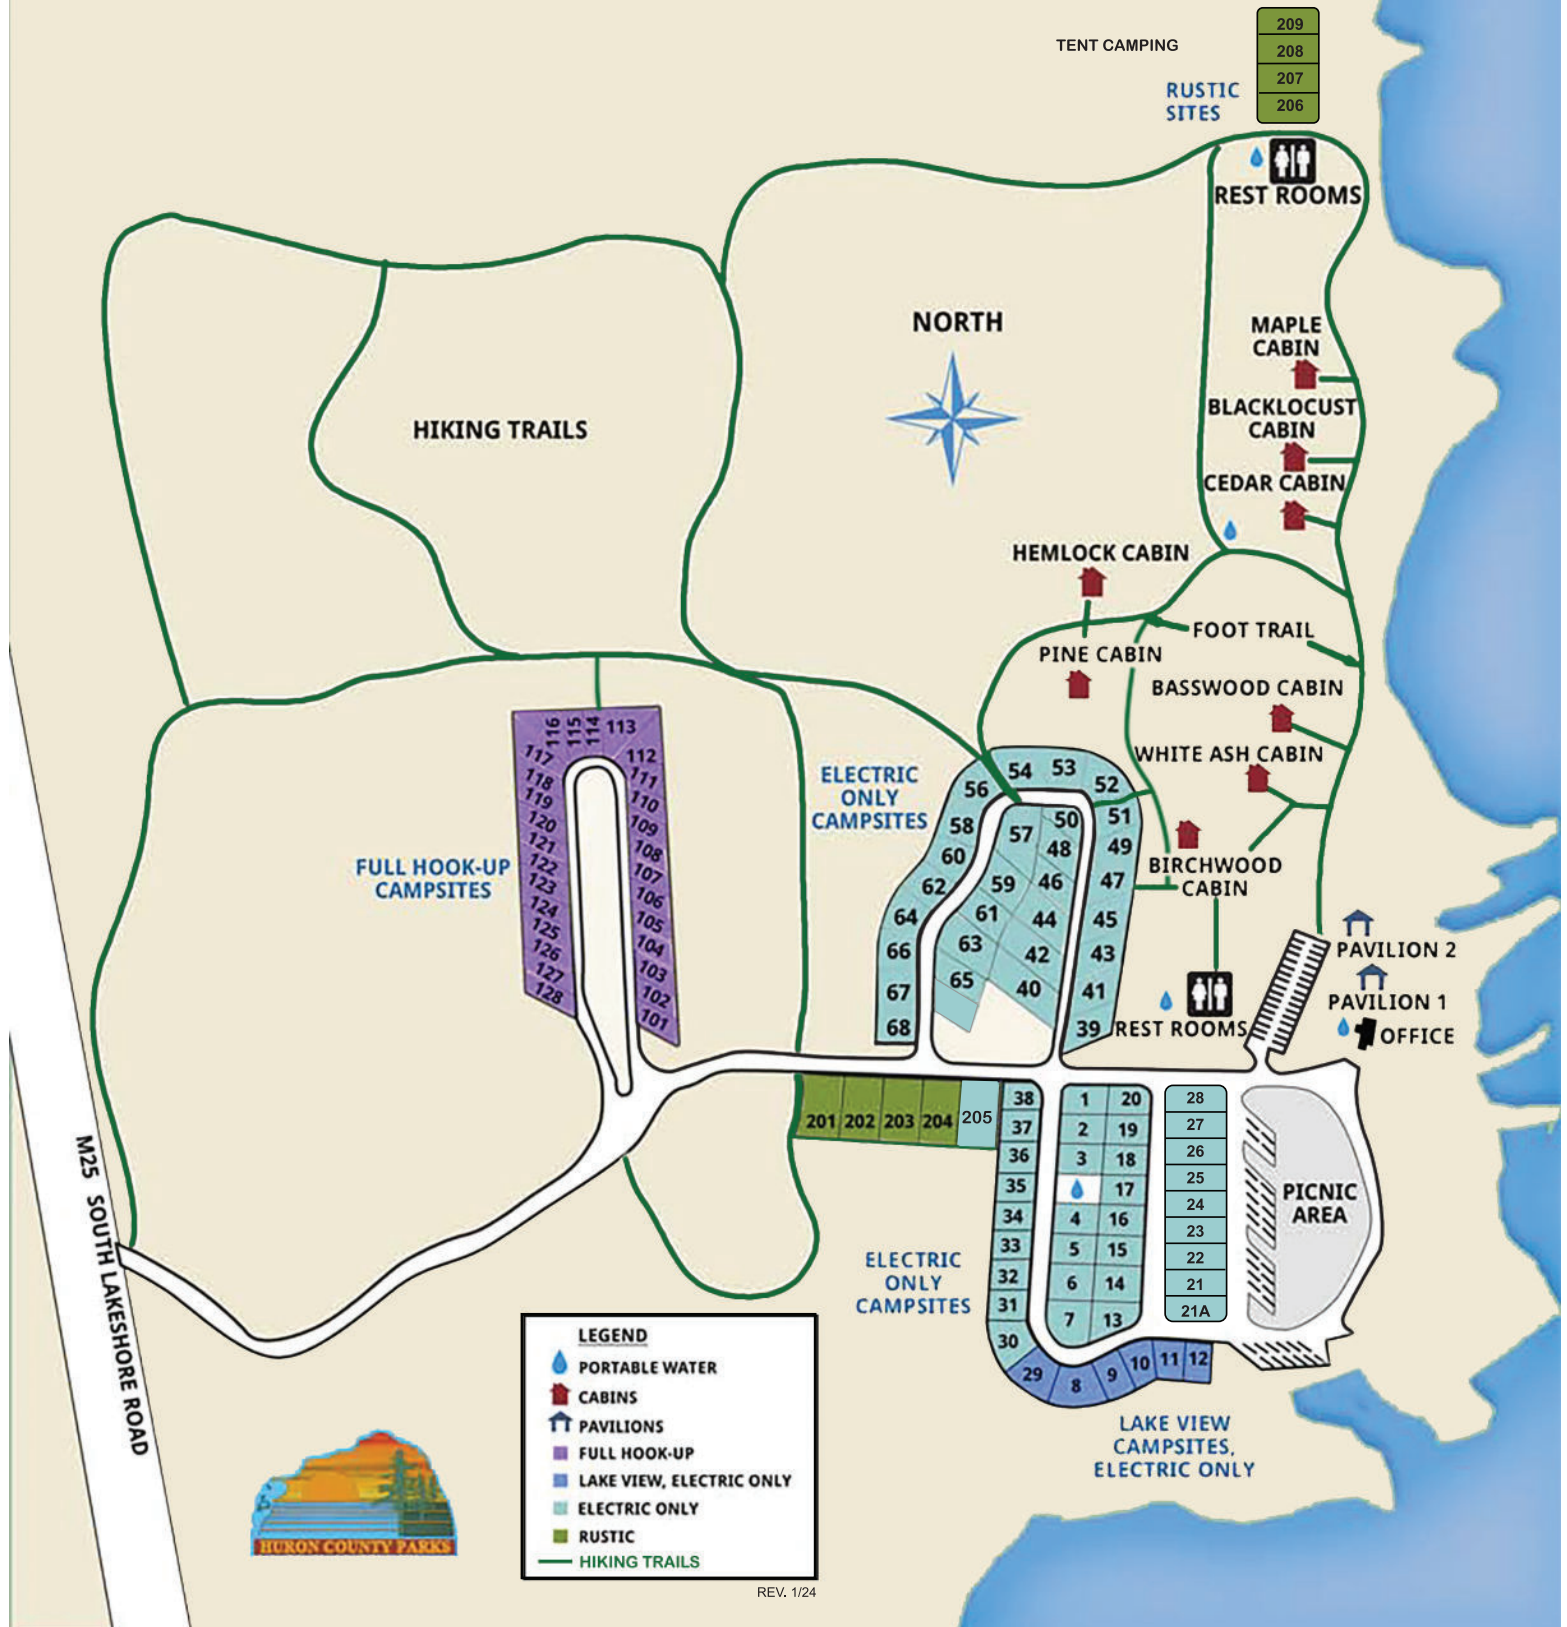 209
TENT CAMPING
208
207
RUSTIC
SITES
206
REST ROOMS
NORTH
MAPLE
CABIN
BLACKLOCUST
CABIN
HIKING TRAILS
CEDAR CABIN
HEMLOCK CABIN
FOOT TRAIL
PINE CABIN
BASSWOOD CABIN
WHITE ASH CABIN
BIRCHWOOD
CABIN
116
115
114
113
117
112
118
111
119
110
120
109
121
108
122
107
123
106
124
105
125
104
126
103
127
102
128
101
FULL HOOK-UP
CAMPSITES
ELECTRIC
ONLY
CAMPSITES
54
53
56
52
58
57
50
51
60
48
49
62
59
46
47
64
61
44
45
66
63
42
43
67
65
40
41
68
39
REST ROOMS
PAVILION 2
PAVILION 1
OFFICE
201
202
203
204
205
38
1
20
28
37
2
19
27
36
3
18
26
35
17
25
34
4
16
24
33
5
15
23
32
6
14
22
31
7
13
21
21A
30
29
8
9
10
11
12
PICNIC
AREA
ELECTRIC
ONLY
CAMPSITES
LAKE VIEW
CAMPSITES,
ELECTRIC ONLY
M25 SOUTH LAKESHORE ROAD
LEGEND
PORTABLE WATER
CABINS
PAVILIONS
FULL HOOK-UP
LAKE VIEW, ELECTRIC ONLY
ELECTRIC ONLY
RUSTIC
HIKING TRAILS
HURON COUNTY PARKS
REV. 1/24